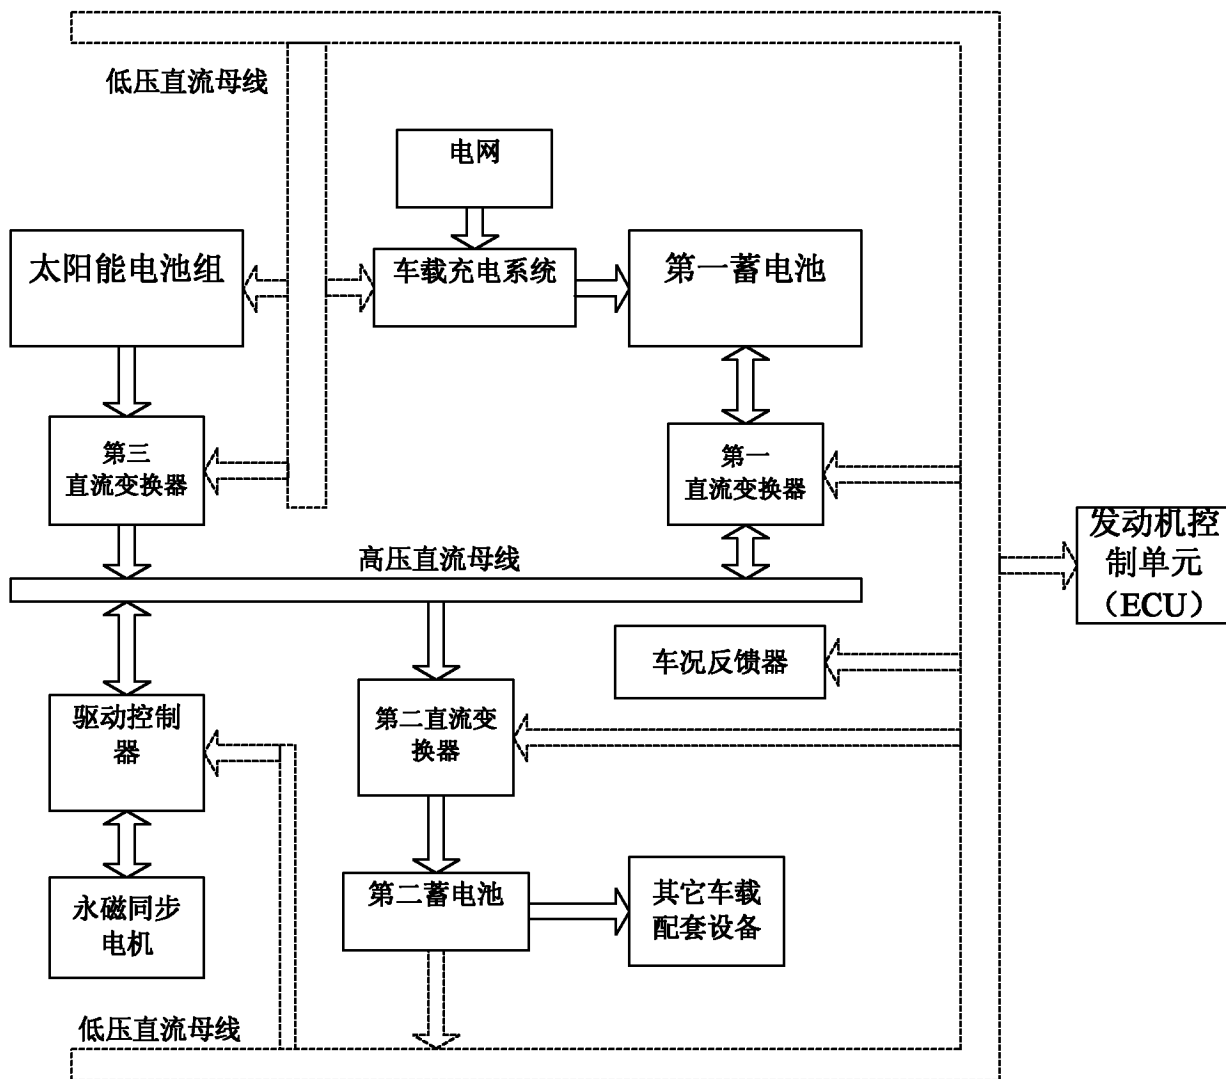 低压直流母线
电网
太阳能电池组
车载充电系统
第一蓄电池
第三
直流变换器
第一
直流变换器
高压直流母线
发动机控
制单元
（ECU）
车况反馈器
驱动控制
器
第二直流变
换器
永磁同步
电机
第二蓄电池
其它车载
配套设备
低压直流母线